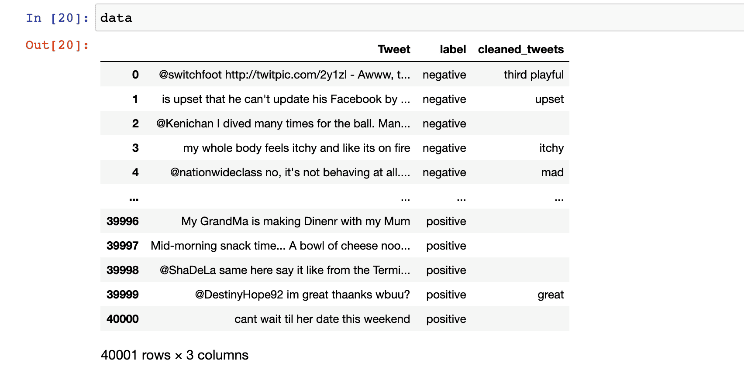 In [20]: data
Out[20]:
Tweet label cleaned_tweets
0 @switchfoot http://twitpic.com/2y1zl - Awww, t... negative third playful
1 is upset that he can't update his Facebook by ... negative upset
2 @Kenichan I dived many times for the ball. Man... negative
3 my whole body feels itchy and like its on fire negative itchy
4 @nationwideclass no, it's not behaving at all.... negative mad
... ... ... ...
39996 My GrandMa is making Dinenr with my Mum positive
39997 Mid-morning snack time... A bowl of cheese noo... positive
39998 @ShaDeLa same here say it like from the Termi... positive
39999 @DestinyHope92 im great thaanks wbuu? positive great
40000 cant wait til her date this weekend positive
40001 rows × 3 columns